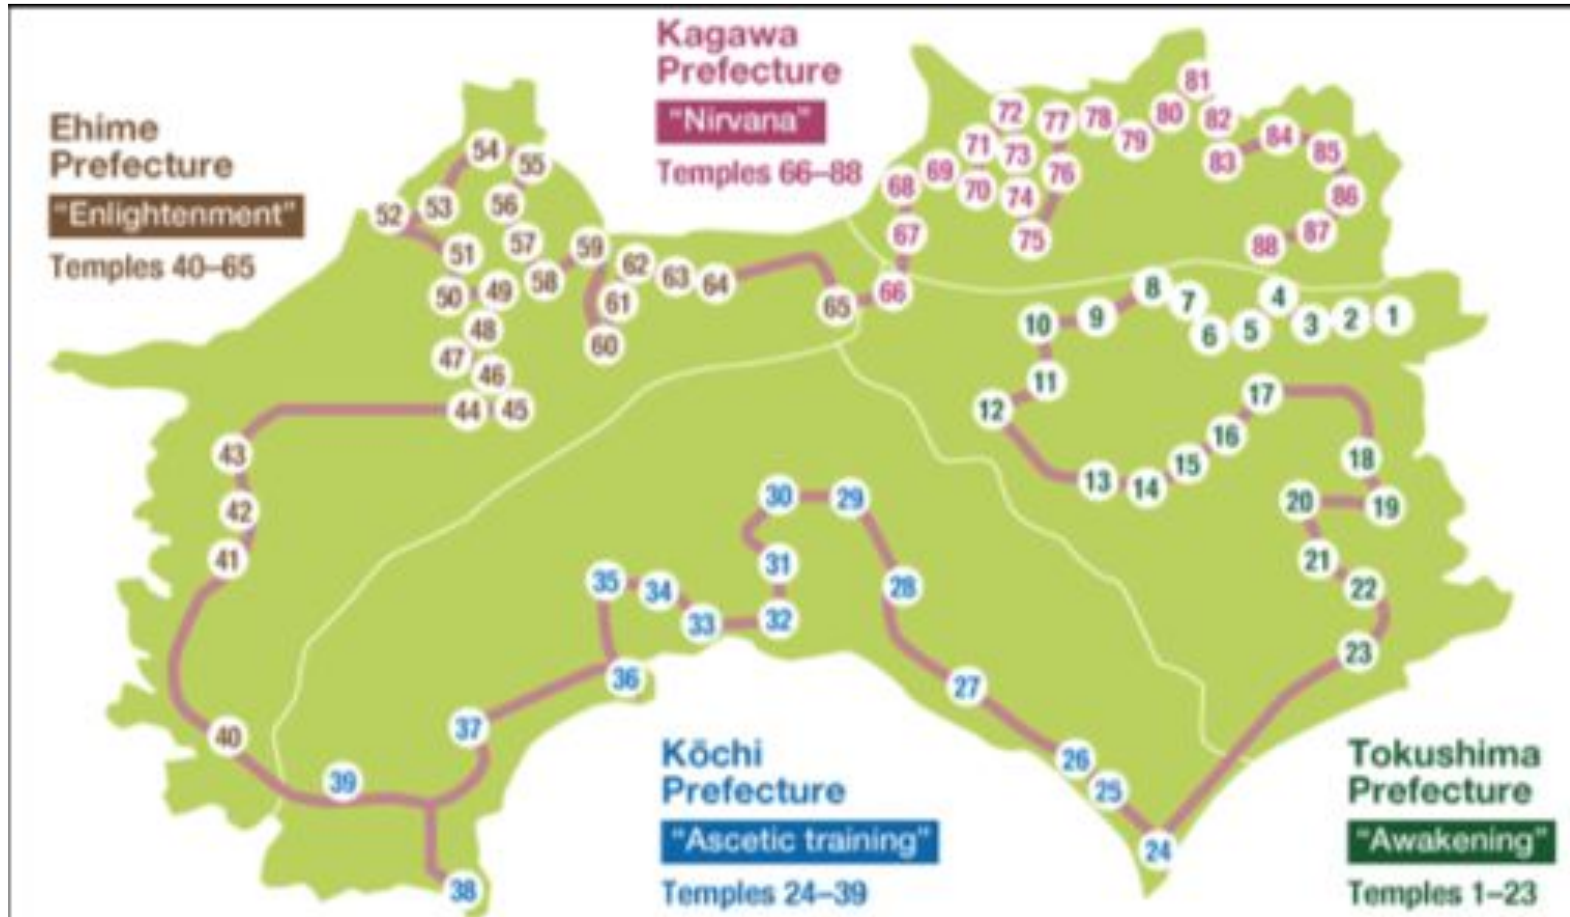 Kagawa
Prefecture
"Nirvana"
Temples 66–88
Ehime
Prefecture
"Enlightenment"
Temples 40–65
Kōchi
Prefecture
"Ascetic training"
Temples 24–39
Tokushima
Prefecture
"Awakening"
Temples 1–23
81
72 77 78 80 82
54 55 71 73 79 84 85
68 69 70 74 76 83 86
52 53 56 67 75 88 87
51 57 59 62 63 64
50 49 58 61 65 66 8 7 4
48 60 10 9 6 5 3 2 1
47 46 11 17
44 45 12 16
43 13 14 15 18
42 30 29 20 19
41 35 34 31 28 21 22
33 32 23
36 27
40 37 26
39 25
38 24